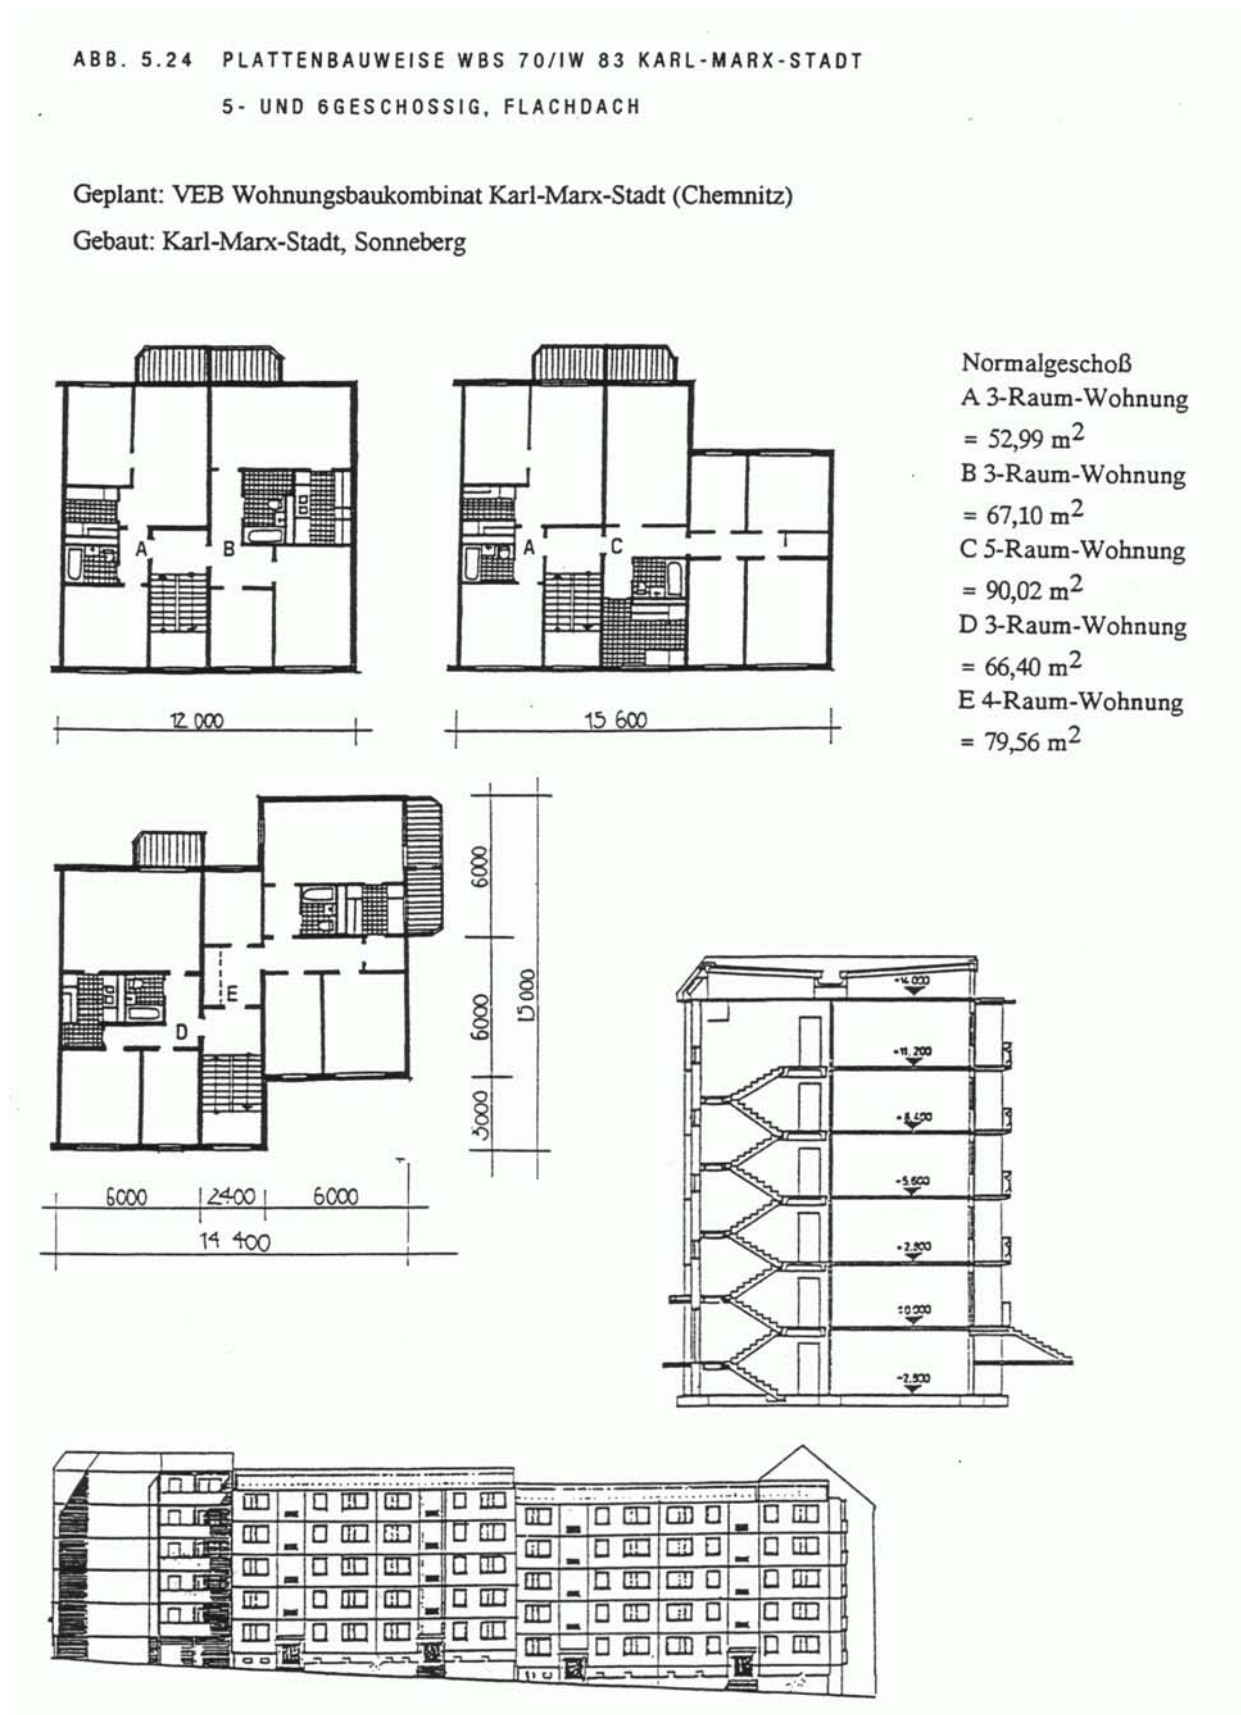 ABB. 5.24 PLATTENBAUWEISE WBS 70/IW 83 KARL-MARX-STADT
5- UND 6GESCHOSSIG, FLACHDACH
Geplant: VEB Wohnungsbaukombinat Karl-Marx-Stadt (Chemnitz)
Gebaut: Karl-Marx-Stadt, Sonneberg
Normalgeschoß
A 3-Raum-Wohnung
= 52,99 m²
B 3-Raum-Wohnung
= 67,10 m²
C 5-Raum-Wohnung
= 90,02 m²
D 3-Raum-Wohnung
= 66,40 m²
E 4-Raum-Wohnung
= 79,56 m²
A B
A C
12 000
15 600
E
D
6000
6000
3000
15 000
6000 2400 6000
14 400
+14.000
+11.200
+8.400
+5.600
+2.800
±0.000
-2.800